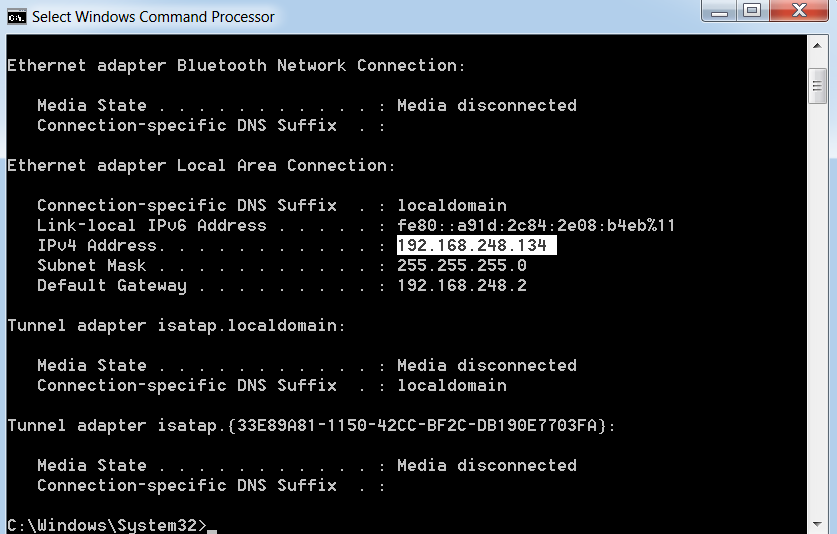 Select Windows Command Processor
Ethernet adapter Bluetooth Network Connection:
Media State . . . . . . . . . . . : Media disconnected
Connection-specific DNS Suffix  . :
Ethernet adapter Local Area Connection:
Connection-specific DNS Suffix  . : localdomain
Link-local IPv6 Address . . . . . : fe80::a91d:2c84:2e08:b4eb%11
IPv4 Address. . . . . . . . . . . : 192.168.248.134
Subnet Mask . . . . . . . . . . . : 255.255.255.0
Default Gateway . . . . . . . . . : 192.168.248.2
Tunnel adapter isatap.localdomain:
Media State . . . . . . . . . . . : Media disconnected
Connection-specific DNS Suffix  . : localdomain
Tunnel adapter isatap.{33E89A81-1150-42CC-BF2C-DB190E7703FA}:
Media State . . . . . . . . . . . : Media disconnected
Connection-specific DNS Suffix  . :
C:\Windows\System32>_